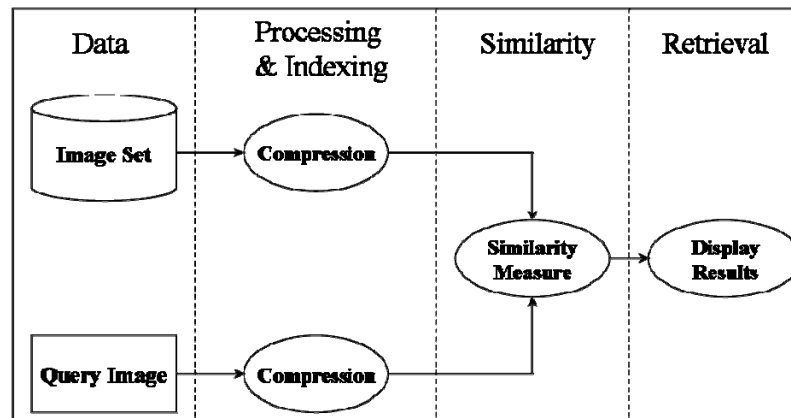 Data
Processing
& Indexing
Similarity
Retrieval
Image Set
Compression
Similarity
Measure
Display
Results
Query Image
Compression